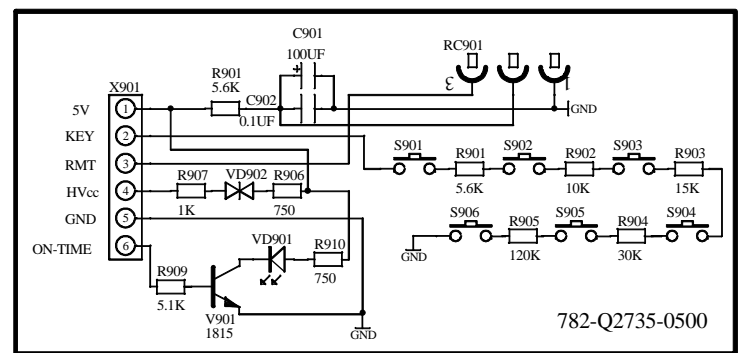 C901
100UF
+
RC901
X901
R901
5.6K
C902
0.1UF
3
GND
5V
1
KEY
2
RMT
3
HVcc
4
GND
5
ON-TIME
6
R907
1K
VD902
R906
750
S901
R901
5.6K
S902
R902
10K
S903
R903
15K
S906
R905
120K
S905
R904
30K
S904
GND
VD901
R910
750
R909
5.1K
V901
1815
GND
782-Q2735-0500